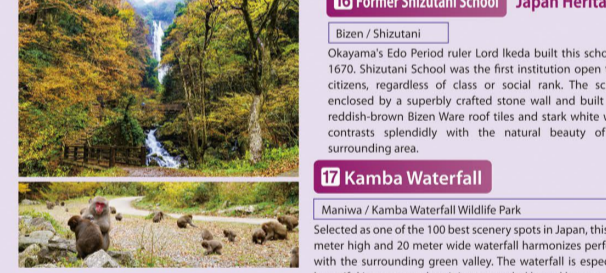 16 Former Shizutani School Japan Herita
Bizen / Shizutani
Okayama's Edo Period ruler Lord Ikeda built this scho
1670. Shizutani School was the first institution open
citizens, regardless of class or social rank. The sc
enclosed by a superbly crafted stone wall and built
reddish-brown Bizen Ware roof tiles and stark white
contrasts splendidly with the natural beauty of
surrounding area.
17 Kamba Waterfall
Maniwa / Kamba Waterfall Wildlife Park
Selected as one of the 100 best scenery spots in Japan, this
meter high and 20 meter wide waterfall harmonizes perf
with the surrounding green valley. The waterfall is espec